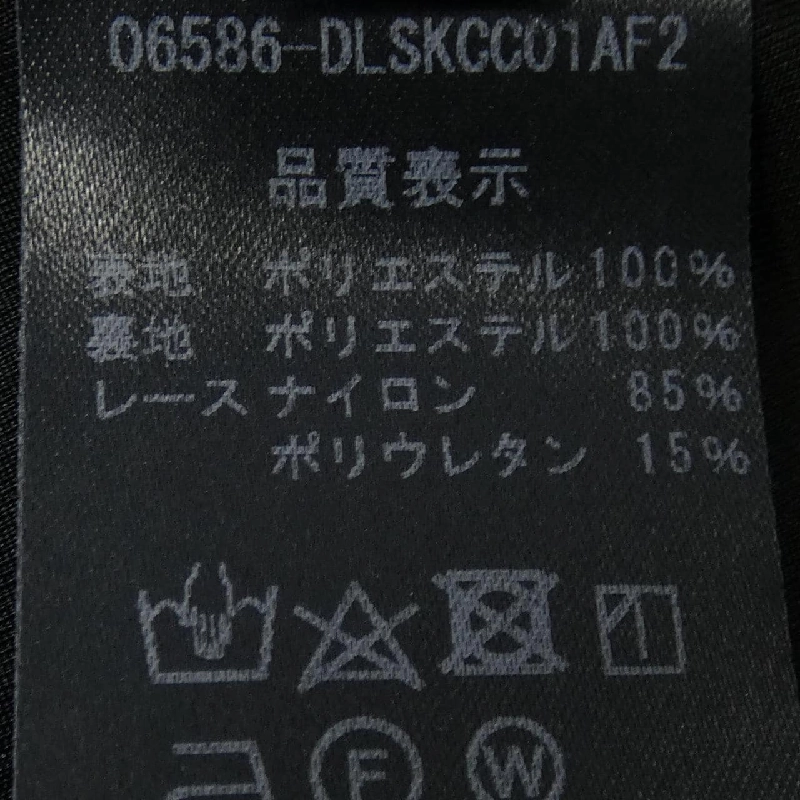 06586-DLSKCC01AF2
品質表示
表地 ポリエステル100%
裏地 ポリエステル100%
レース ナイロン 85%
ポリウレタン 15%
F W